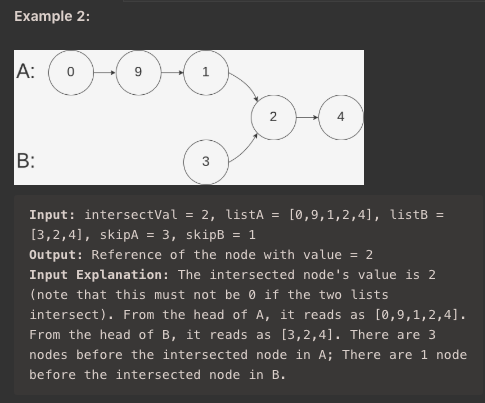 Example 2:
A: 0 9 1
2 4
B: 3
Input: intersectVal = 2, listA = [0,9,1,2,4], listB =
[3,2,4], skipA = 3, skipB = 1
Output: Reference of the node with value = 2
Input Explanation: The intersected node's value is 2
(note that this must not be 0 if the two lists
intersect). From the head of A, it reads as [0,9,1,2,4].
From the head of B, it reads as [3,2,4]. There are 3
nodes before the intersected node in A; There are 1 node
before the intersected node in B.